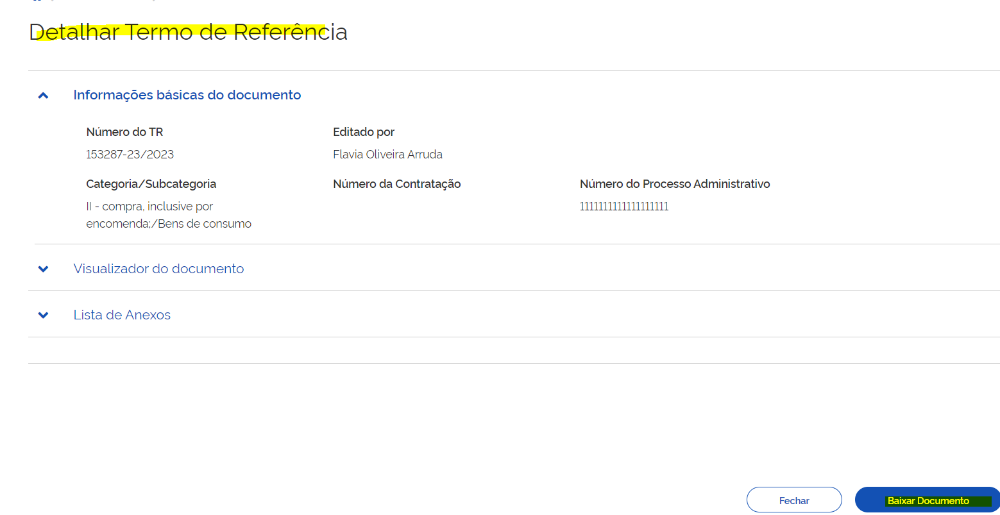 Detalhar Termo de Referência
Informações básicas do documento
Número do TR
Editado por
153287-23/2023
Flavia Oliveira Arruda
Categoria/Subcategoria
Número da Contratação
Número do Processo Administrativo
II - compra, inclusive por
encomenda;/Bens de consumo
1111111111111111111
Visualizador do documento
Lista de Anexos
Fechar
Baixar Documento